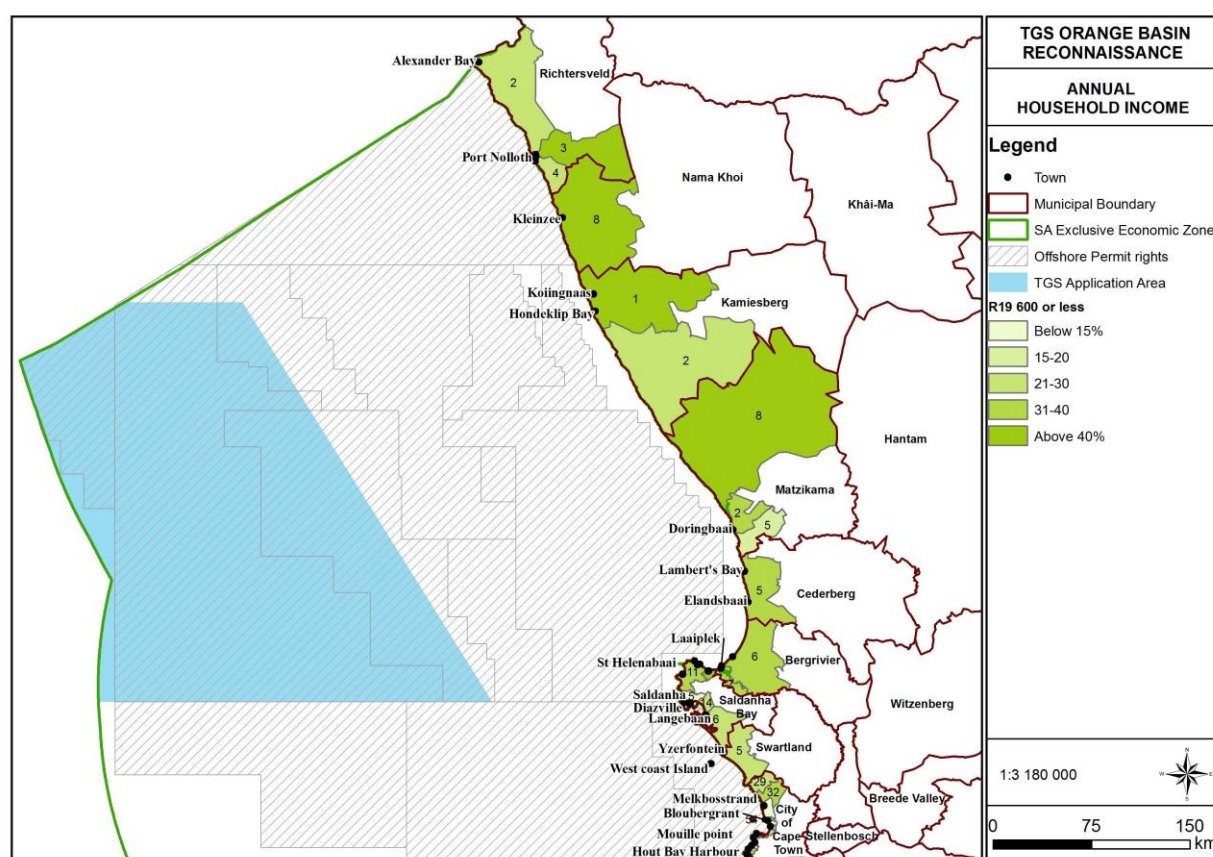 Alexander Bay
2
Richtersveld
3
Port Nolloth
4
Nama Khoi
Khâi-Ma
Kleinzee
8
Koiingnaas
1
Kamiesberg
Hondeklip Bay
2
8
Hantam
Matzikama
2
5
Doringbaai
Lambert's Bay
5
Cederberg
Elandsbaai
Laaiplek
6
Bergrivier
St Helenabaai
11
Witzenberg
Saldanha
5
14
Saldanha
Bay
Diazville
Langebaan
6
Yzerfontein
5
Swartland
West coast Island
29
32
Melkbosstrand
Breede Valley
Bloubergrant
City
of
Cape
Town
Mouille point
Stellenbosch
Hout Bay Harbour
TGS ORANGE BASIN
RECONNAISSANCE
ANNUAL
HOUSEHOLD INCOME
Legend
Town
Municipal Boundary
SA Exclusive Economic Zone
Offshore Permit rights
TGS Application Area
R19 600 or less
Below 15%
15-20
21-30
31-40
Above 40%
1:3 180 000
N
W
E
S
0 75 150
km